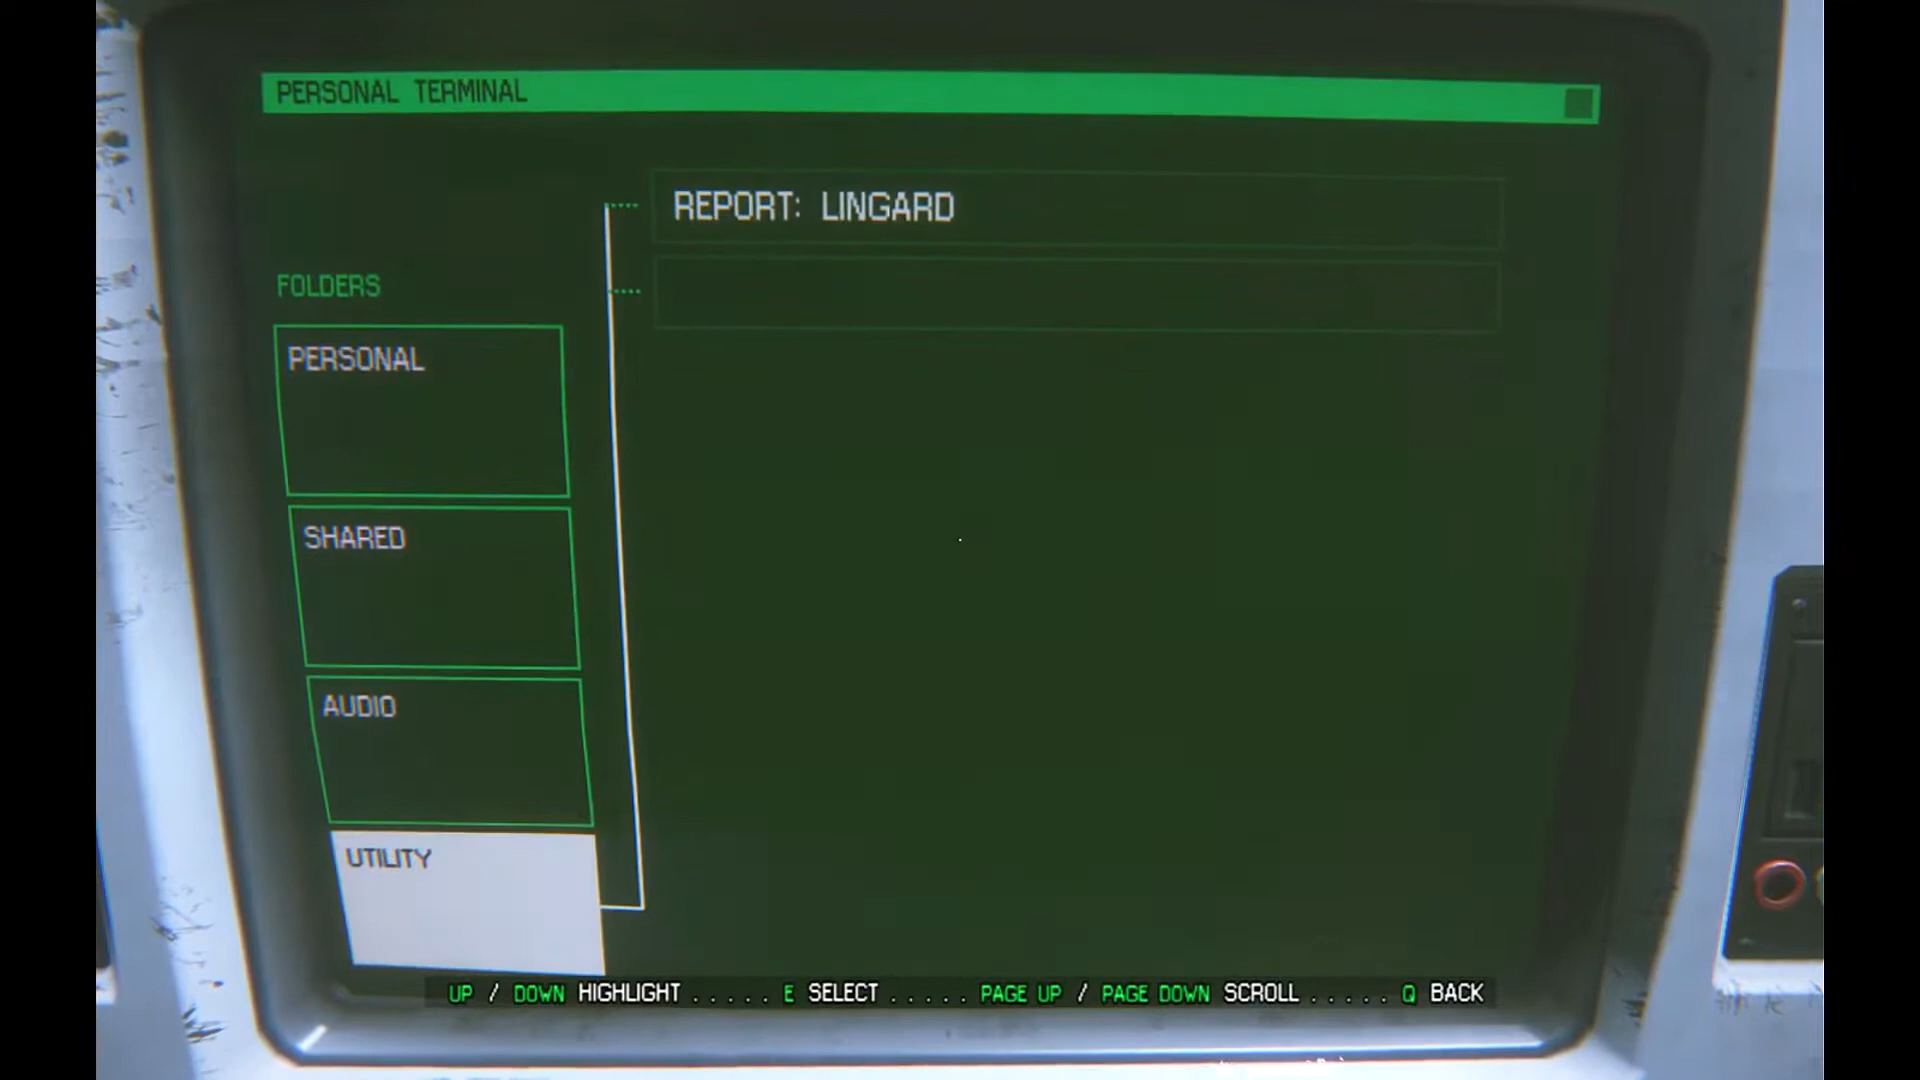 PERSONAL TERMINAL
REPORT: LINGARD
FOLDERS
PERSONAL
SHARED
AUDIO
UTILITY
UP / DOWN HIGHLIGHT ..... E SELECT ..... PAGE UP / PAGE DOWN SCROLL ..... Q BACK